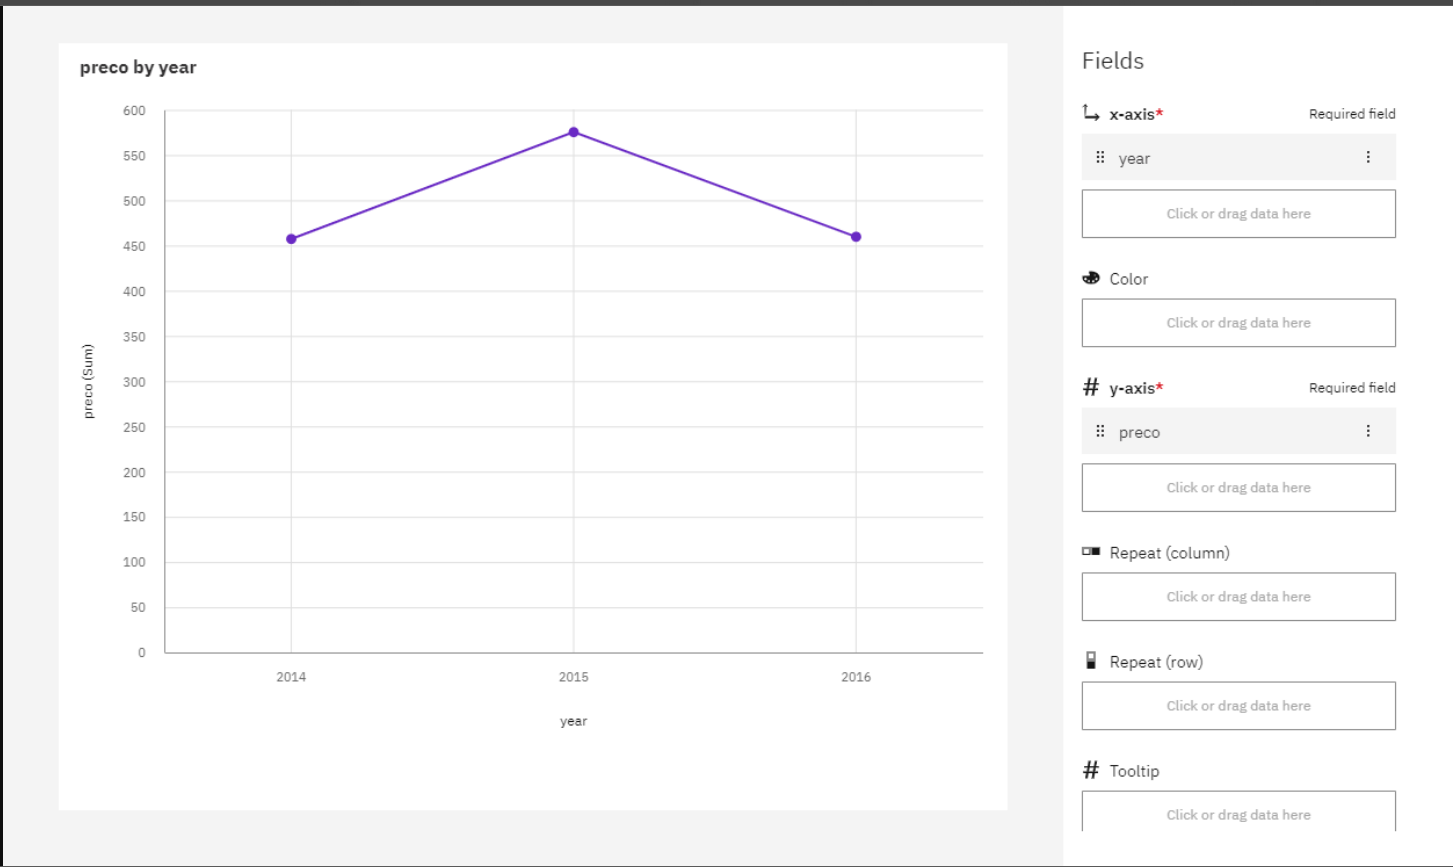 preco by year
600
550
500
450
400
350
300
250
200
150
100
50
0
preco (Sum)
2014 2015 2016
year
Fields
x-axis* Required field
year
Click or drag data here
Color
Click or drag data here
# y-axis* Required field
preco
Click or drag data here
Repeat (column)
Click or drag data here
Repeat (row)
Click or drag data here
# Tooltip
Click or drag data here